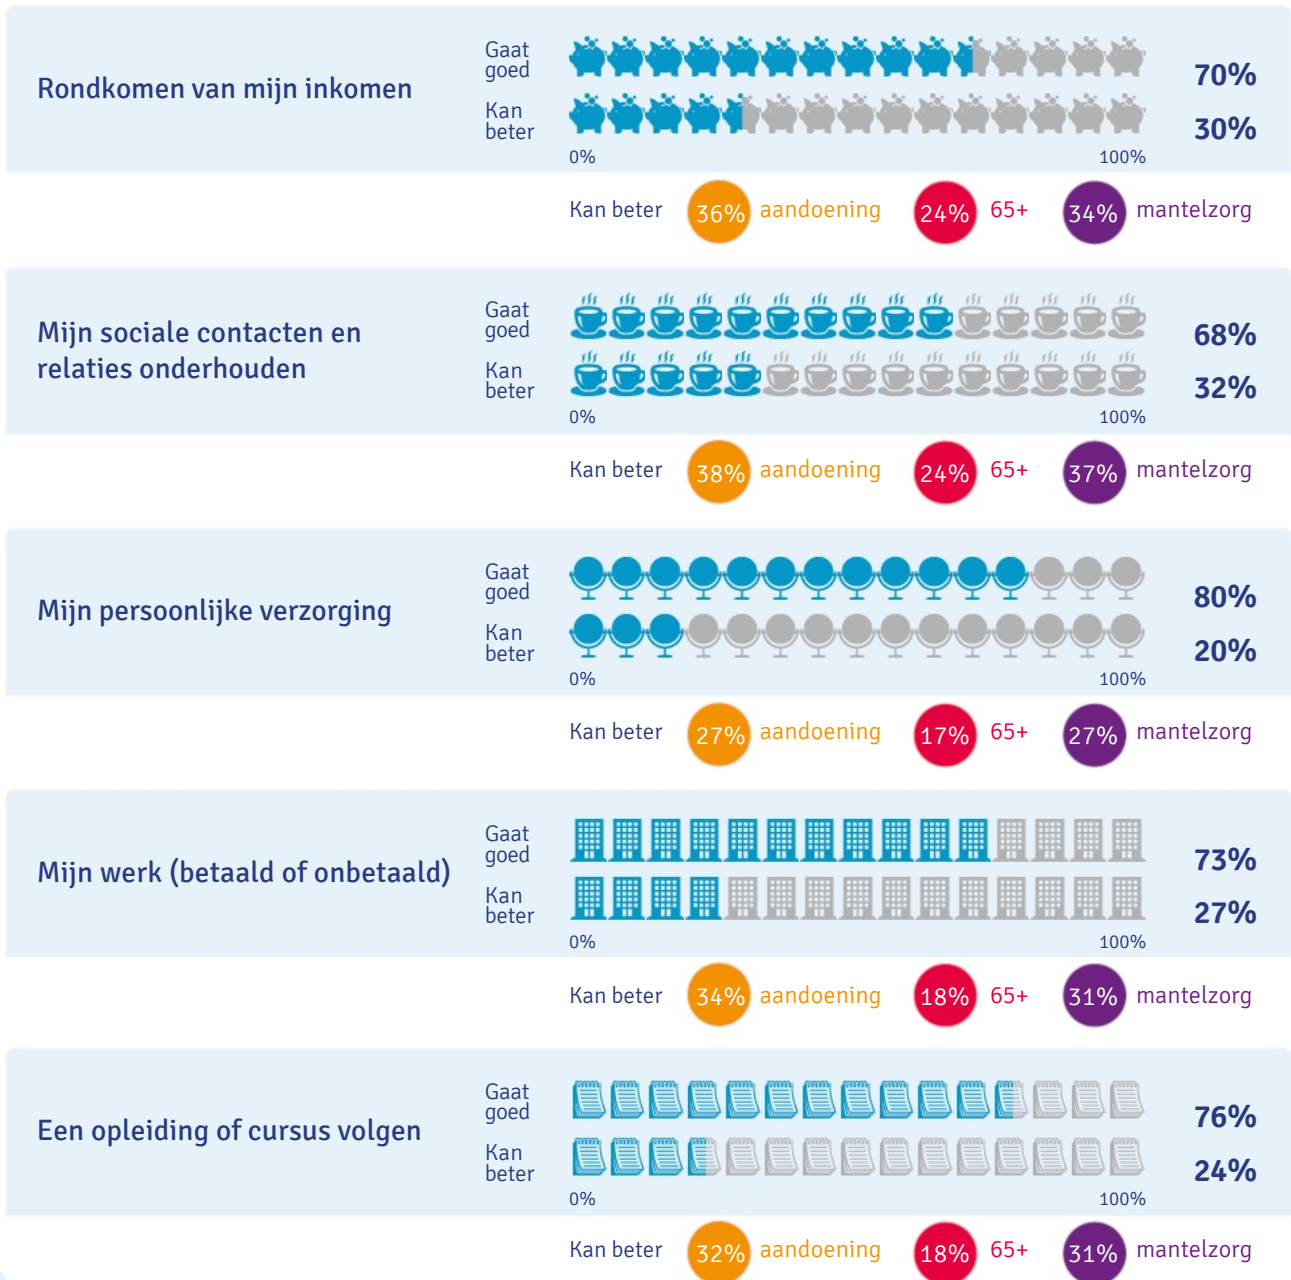 Rondkomen van mijn inkomen
Gaat
goed
70%
Kan
beter
30%
0% 100%
Kan beter 36% aandoening 24% 65+ 34% mantelzorg
Mijn sociale contacten en
relaties onderhouden
Gaat
goed
68%
Kan
beter
32%
0% 100%
Kan beter 38% aandoening 24% 65+ 37% mantelzorg
Mijn persoonlijke verzorging
Gaat
goed
80%
Kan
beter
20%
0% 100%
Kan beter 27% aandoening 17% 65+ 27% mantelzorg
Mijn werk (betaald of onbetaald)
Gaat
goed
73%
Kan
beter
27%
0% 100%
Kan beter 34% aandoening 18% 65+ 31% mantelzorg
Een opleiding of cursus volgen
Gaat
goed
76%
Kan
beter
24%
0% 100%
Kan beter 32% aandoening 18% 65+ 31% mantelzorg